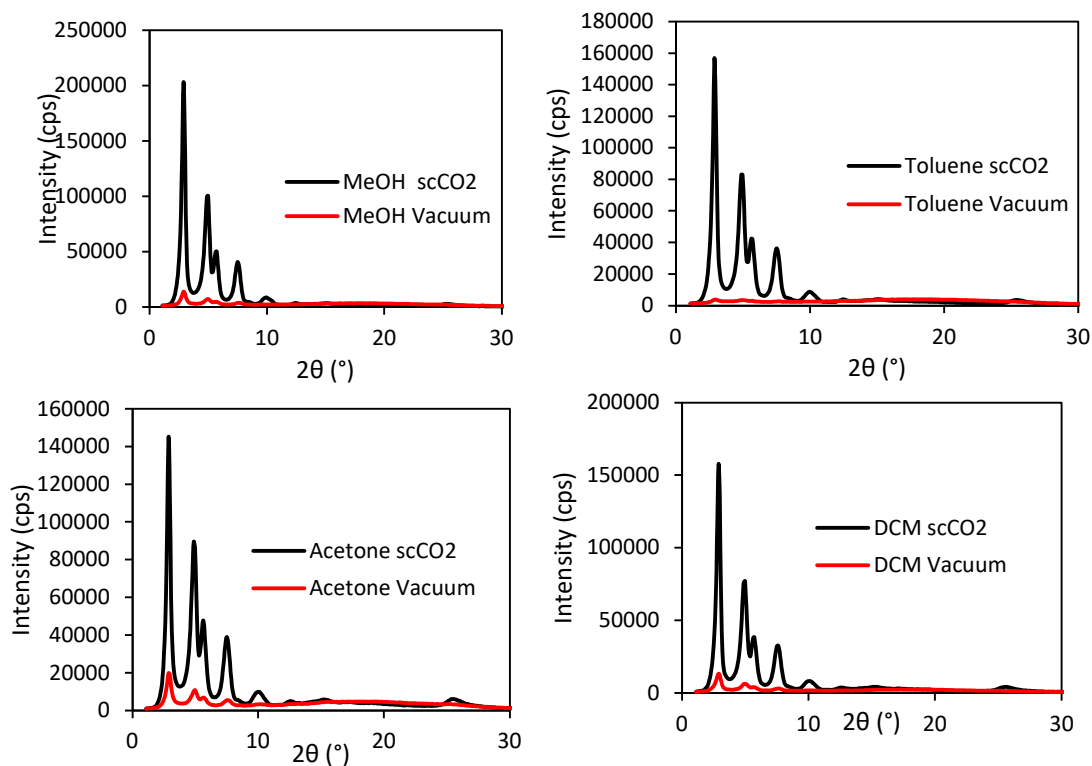 250000
200000
150000
100000
50000
0
0 10 20 30
Intensity (cps)
2θ (°)
MeOH scCO2
MeOH Vacuum
180000
160000
140000
120000
100000
80000
60000
40000
20000
0
0 10 20 30
Intensity (cps)
2θ (°)
Toluene scCO2
Toluene Vacuum
160000
140000
120000
100000
80000
60000
40000
20000
0
0 10 20 30
Intensity (cps)
2θ (°)
Acetone scCO2
Acetone Vacuum
200000
150000
100000
50000
0
0 10 20 30
Intensity (cps)
2θ (°)
DCM scCO2
DCM Vacuum